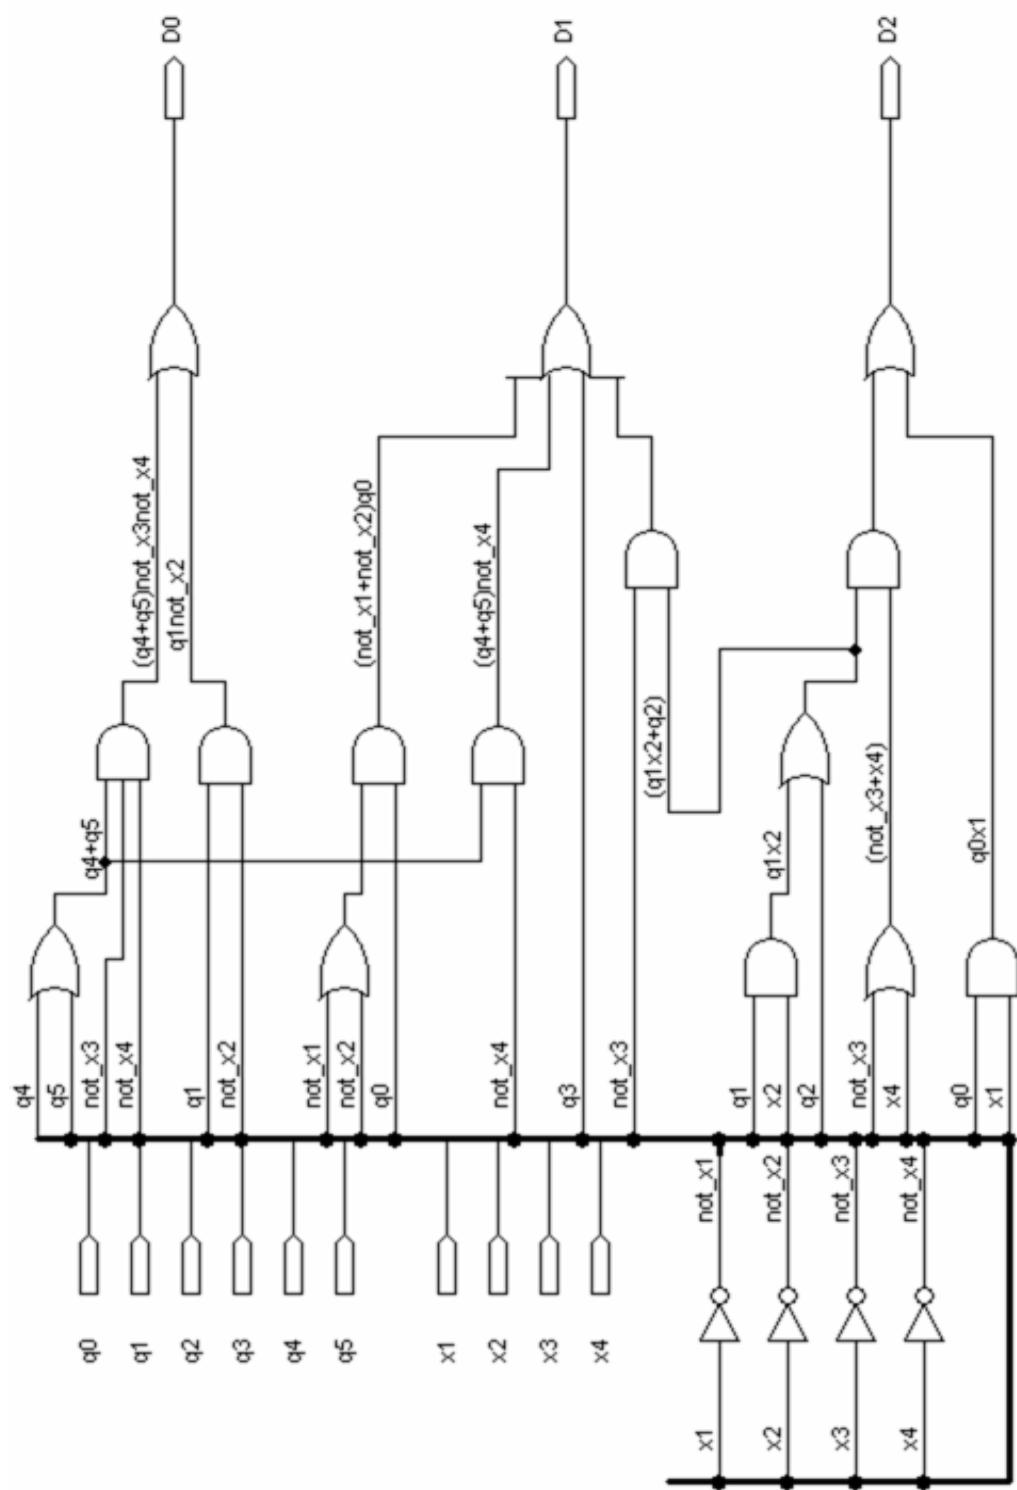 D0
D1
D2
(q4+q5)not_x3not_x4
q1not_x2
(not_x1+not_x2)q0
(q4+q5)not_x4
(q1x2+q2)
q4+q5
q1x2
(not_x3+x4)
q0x1
q4
q5
not_x3
not_x4
q1
not_x2
not_x1
not_x2
q0
not_x4
q3
not_x3
q1
x2
q2
not_x3
x4
q0
x1
not_x1
not_x2
not_x3
not_x4
q0
q1
q2
q3
q4
q5
x1
x2
x3
x4
x1
x2
x3
x4